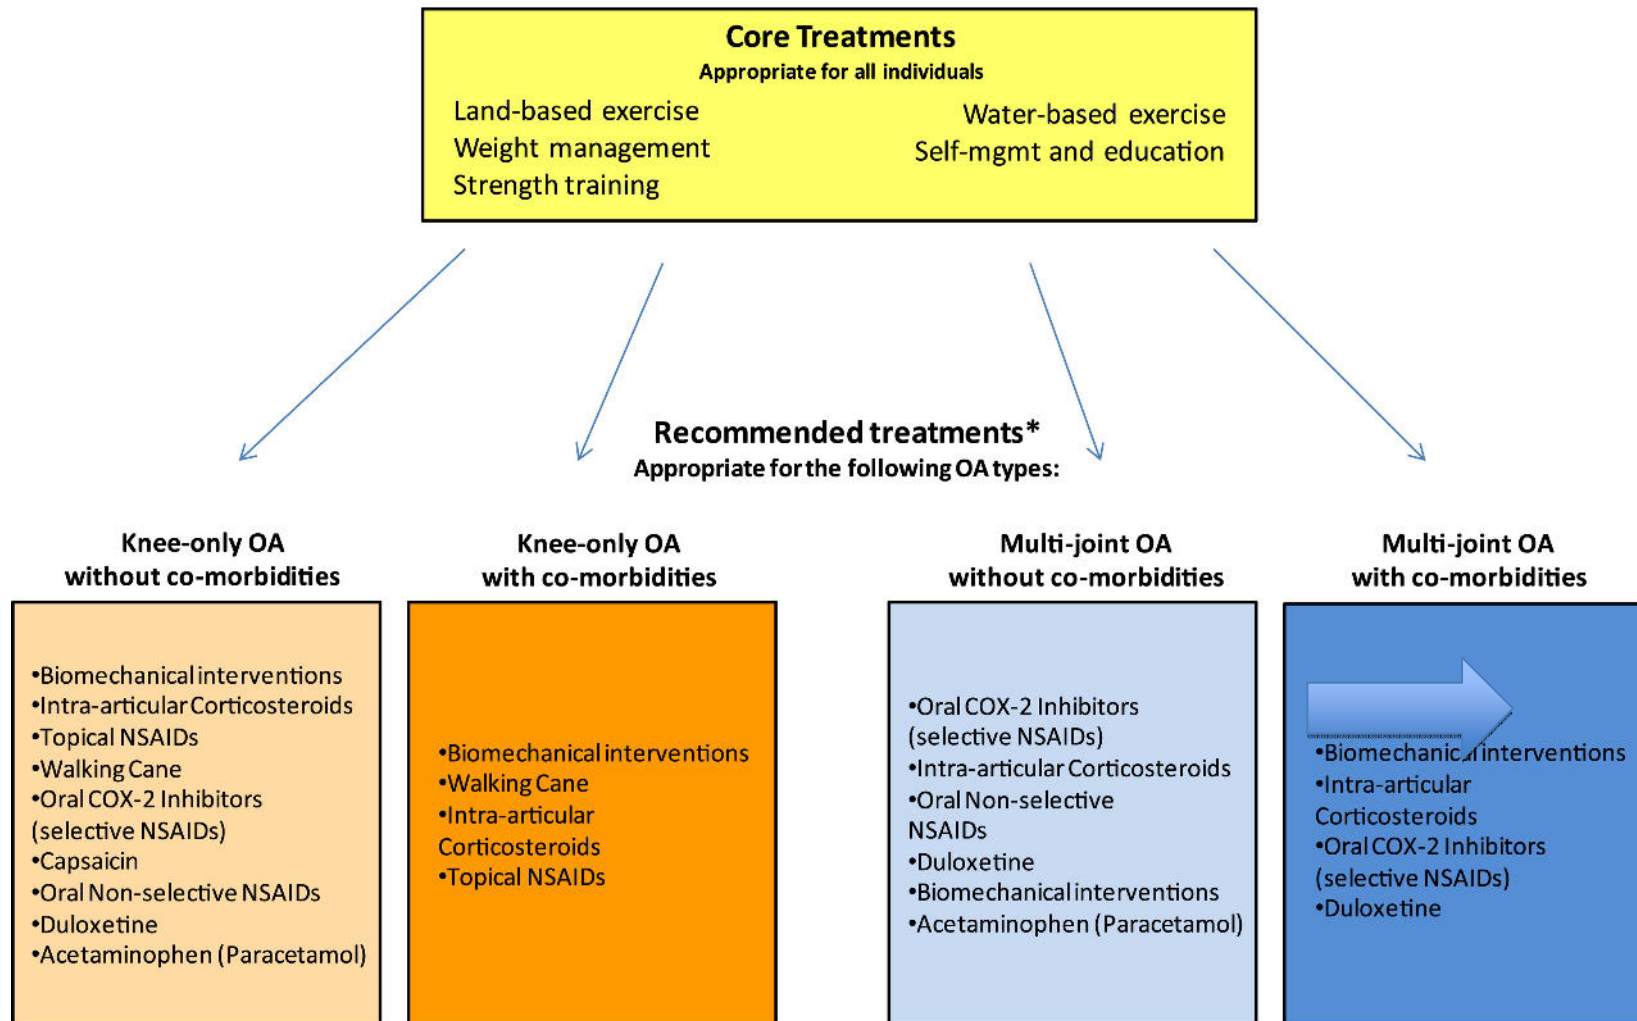 Core Treatments
Appropriate for all individuals
Land-based exercise
Weight management
Strength training
Water-based exercise
Self-mgmt and education
Recommended treatments*
Appropriate for the following OA types:
Knee-only OA
without co-morbidities
•Biomechanical interventions
•Intra-articular Corticosteroids
•Topical NSAIDs
•Walking Cane
•Oral COX-2 Inhibitors
(selective NSAIDs)
•Capsaicin
•Oral Non-selective NSAIDs
•Duloxetine
•Acetaminophen (Paracetamol)
Knee-only OA
with co-morbidities
•Biomechanical interventions
•Walking Cane
•Intra-articular
Corticosteroids
•Topical NSAIDs
Multi-joint OA
without co-morbidities
•Oral COX-2 Inhibitors
(selective NSAIDs)
•Intra-articular Corticosteroids
•Oral Non-selective
NSAIDs
•Duloxetine
•Biomechanical interventions
•Acetaminophen (Paracetamol)
Multi-joint OA
with co-morbidities
•Biomechanical interventions
•Intra-articular
Corticosteroids
•Oral COX-2 Inhibitors
(selective NSAIDs)
•Duloxetine